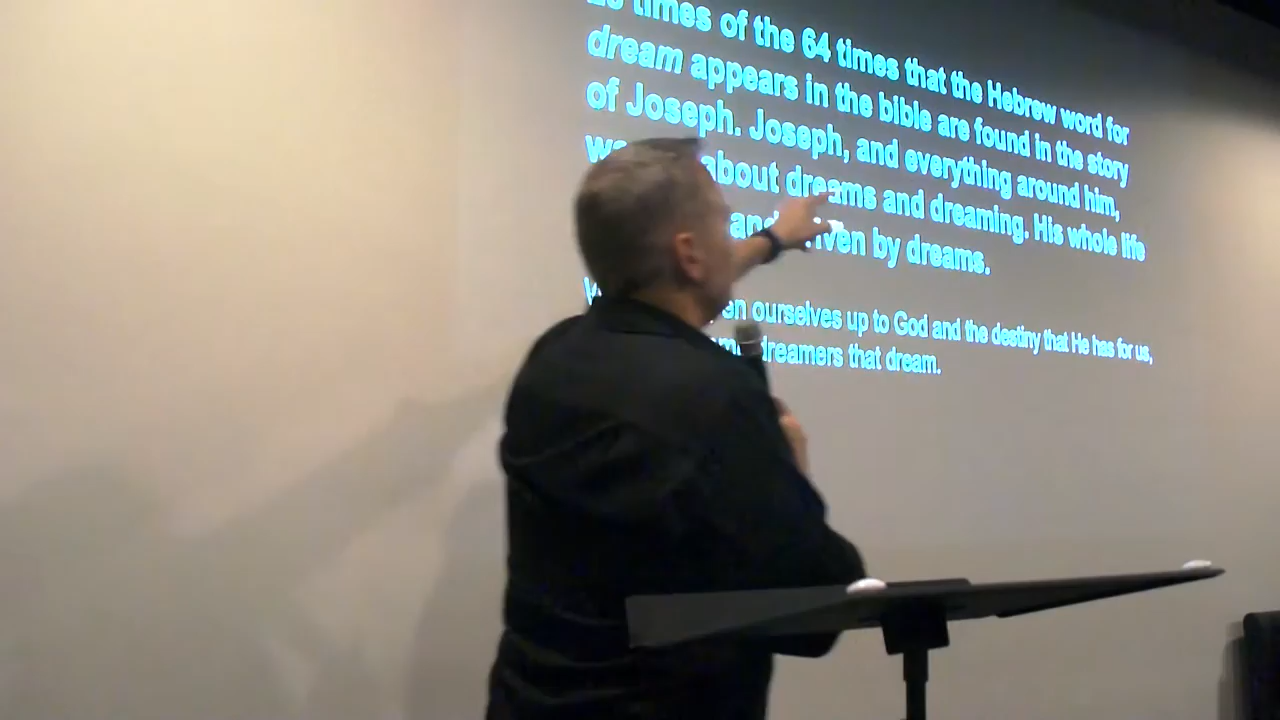 times of the 64 times that the Hebrew word for
dream appears in the bible are found in the story
of Joseph. Joseph, and everything around him,
about dreams and dreaming. His whole life
and by dreams.
ourselves up to God and the destiny that He has for us,
dreamers that dream.